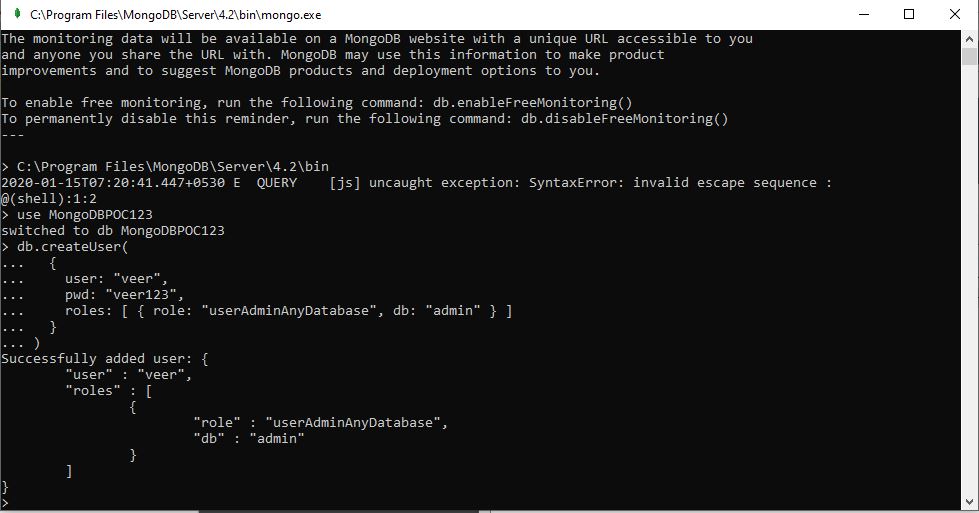 C:\Program Files\MongoDB\Server\4.2\bin\mongo.exe
The monitoring data will be available on a MongoDB website with a unique URL accessible to you
and anyone you share the URL with. MongoDB may use this information to make product
improvements and to suggest MongoDB products and deployment options to you.
To enable free monitoring, run the following command: db.enableFreeMonitoring()
To permanently disable this reminder, run the following command: db.disableFreeMonitoring()
---
> C:\Program Files\MongoDB\Server\4.2\bin
2020-01-15T07:20:41.447+0530 E  QUERY    [js] uncaught exception: SyntaxError: invalid escape sequence :
@(shell):1:2
> use MongoDBPOC123
switched to db MongoDBPOC123
> db.createUser(
...   {
...     user: "veer",
...     pwd: "veer123",
...     roles: [ { role: "userAdminAnyDatabase", db: "admin" } ]
...   }
... )
Successfully added user: {
        "user" : "veer",
        "roles" : [
                {
                        "role" : "userAdminAnyDatabase",
                        "db" : "admin"
                }
        ]
}
>